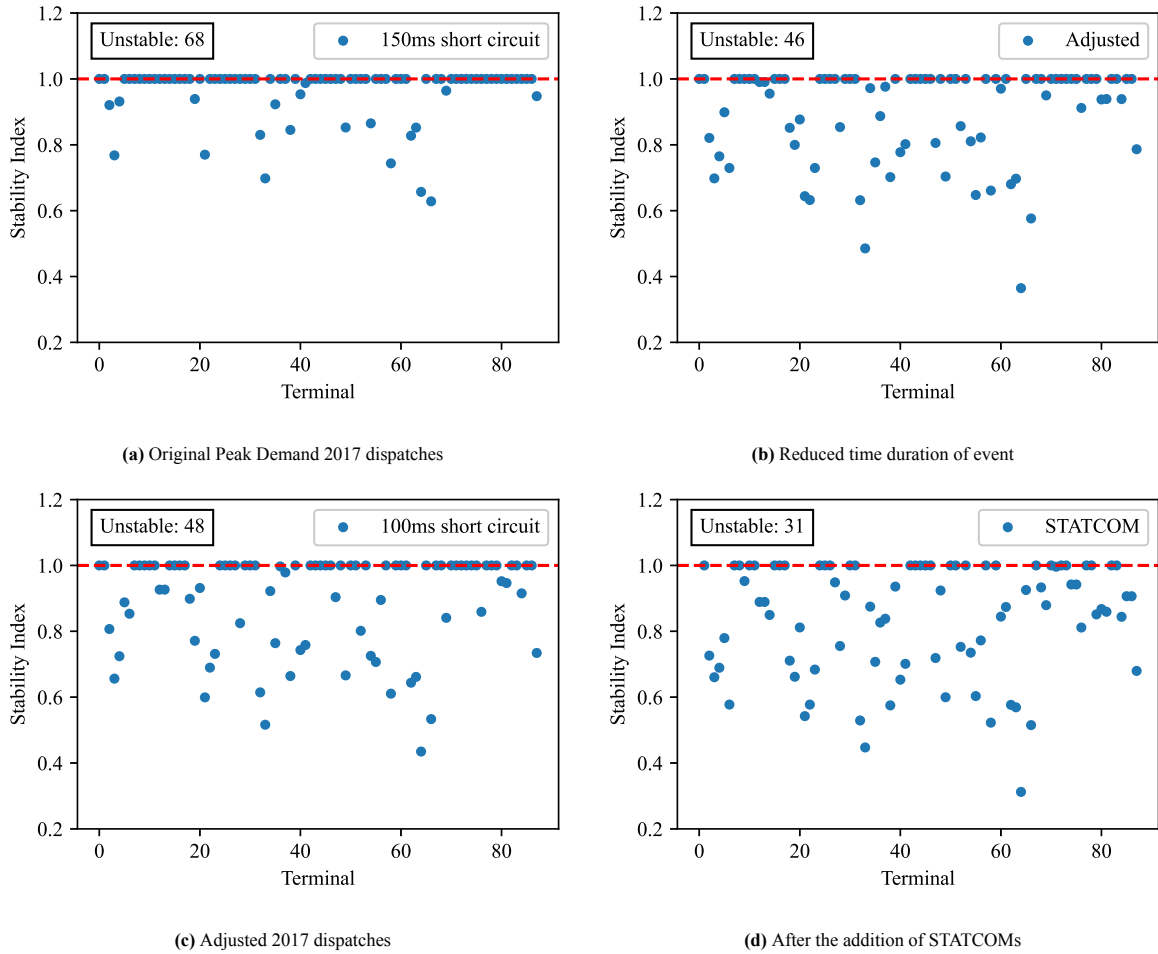 Unstable: 68
150ms short circuit
1.2
1.0
0.8
0.6
0.4
0.2
Stability Index
0 20 40 60 80
Terminal
(a) Original Peak Demand 2017 dispatches
Unstable: 46
Adjusted
1.2
1.0
0.8
0.6
0.4
0.2
Stability Index
0 20 40 60 80
Terminal
(b) Reduced time duration of event
Unstable: 48
100ms short circuit
1.2
1.0
0.8
0.6
0.4
0.2
Stability Index
0 20 40 60 80
Terminal
(c) Adjusted 2017 dispatches
Unstable: 31
STATCOM
1.2
1.0
0.8
0.6
0.4
0.2
Stability Index
0 20 40 60 80
Terminal
(d) After the addition of STATCOMs